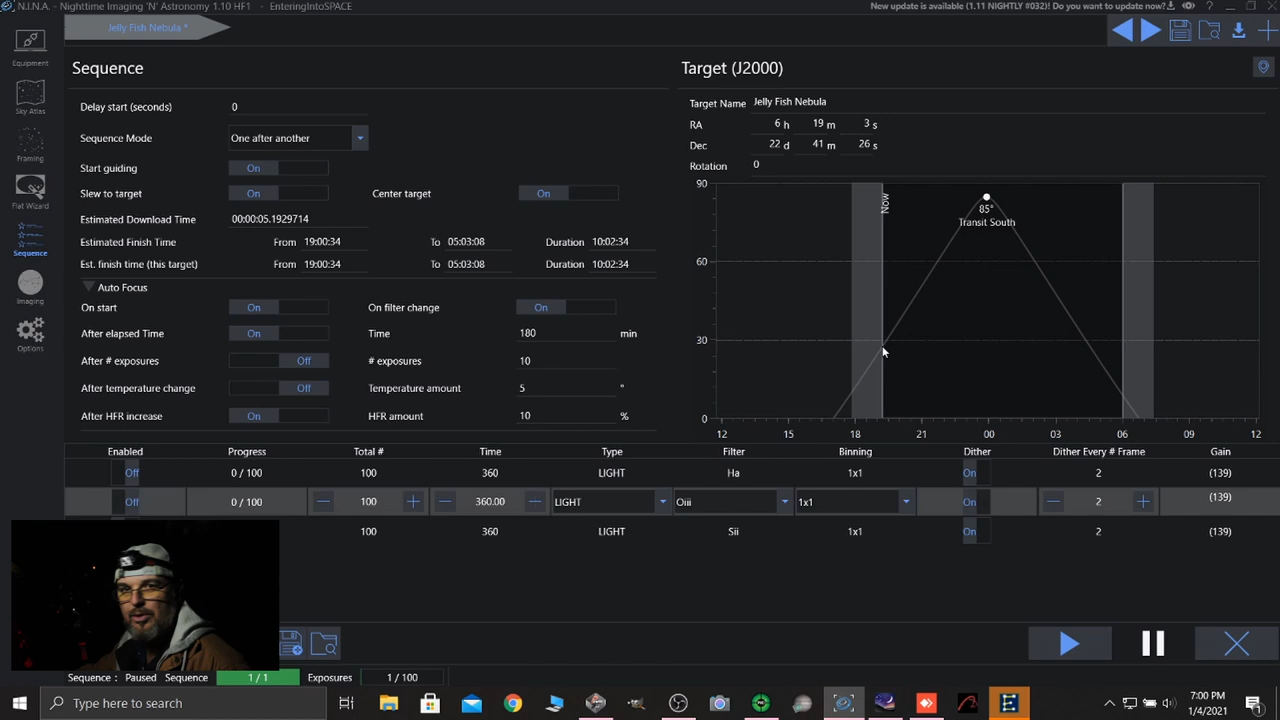 N.I.N.A. - Nighttime Imaging 'N' Astronomy 1.10 HF1 - EnteringIntoSPACE
New update is available (1.11 NIGHTLY #032)! Do you want to update now?
Jelly Fish Nebula *
Equipment
Sky Atlas
Framing
Flat Wizard
Sequence
Imaging
Options
Sequence
Delay start (seconds) 0
Sequence Mode One after another
Start guiding On
Slew to target On Center target On
Estimated Download Time 00:00:05.1929714
Estimated Finish Time From 19:00:34 To 05:03:08 Duration 10:02:34
Est. finish time (this target) From 19:00:34 To 05:03:08 Duration 10:02:34
Auto Focus
On start On On filter change On
After elapsed Time On Time 180 min
After # exposures Off # exposures 10
After temperature change Off Temperature amount 5 °
After HFR increase On HFR amount 10 %
Target (J2000)
Target Name Jelly Fish Nebula
RA 6 h 19 m 3 s
Dec 22 d 41 m 26 s
Rotation 0
90
60
30
0
Now
85°
Transit South
12 15 18 21 00 03 06 09 12
Enabled Progress Total # Time Type Filter Binning Dither Dither Every # Frame Gain
Off 0 / 100 100 360 LIGHT Ha 1x1 On 2 (139)
Off 0 / 100 100 360.00 LIGHT Oiii 1x1 On 2 (139)
100 360 LIGHT Sii 1x1 On 2 (139)
Sequence : Paused Sequence 1 / 1 Exposures 1 / 100
Type here to search
7:00 PM
1/4/2021